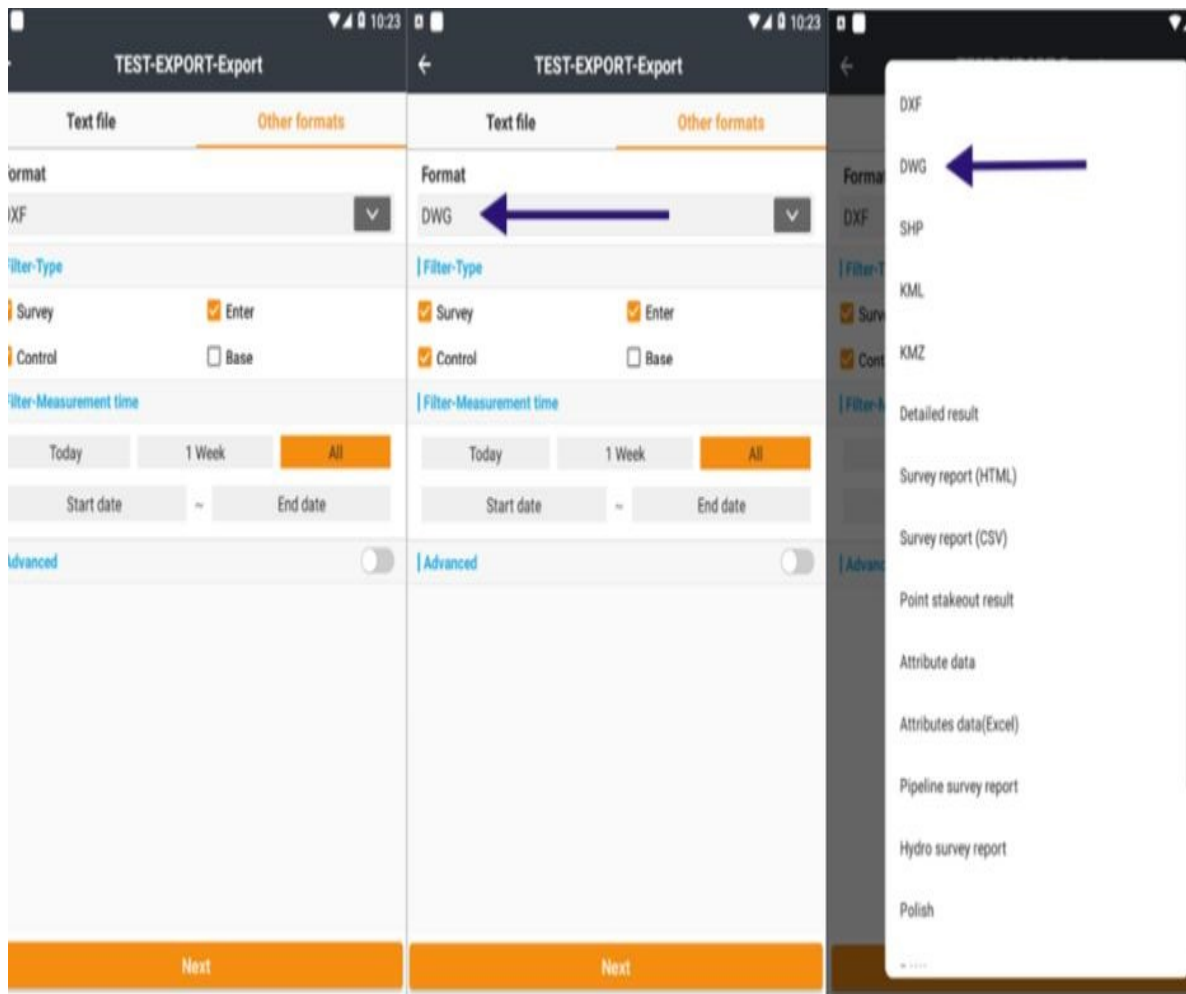 10:23
TEST-EXPORT-Export
Text file Other formats
ormat
XF
Filter-Type
Survey Enter
Control Base
Filter-Measurement time
Today 1 Week All
Start date ~ End date
Advanced
Next
10:23
TEST-EXPORT-Export
Text file Other formats
Format
DWG
Filter-Type
Survey Enter
Control Base
Filter-Measurement time
Today 1 Week All
Start date ~ End date
Advanced
Next
Forma
DXF
Filter-T
Surv
Cont
Filter-M
Advanc
DXF
DWG
SHP
KML
KMZ
Detailed result
Survey report (HTML)
Survey report (CSV)
Point stakeout result
Attribute data
Attributes data(Excel)
Pipeline survey report
Hydro survey report
Polish